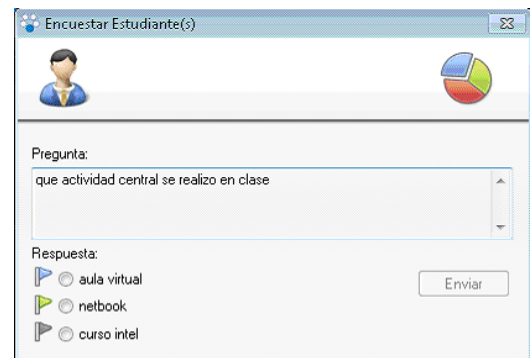 Encuestar Estudiante(s)
Pregunta:
que actividad central se realizo en clase
Respuesta:
aula virtual
Enviar
netbook
curso intel